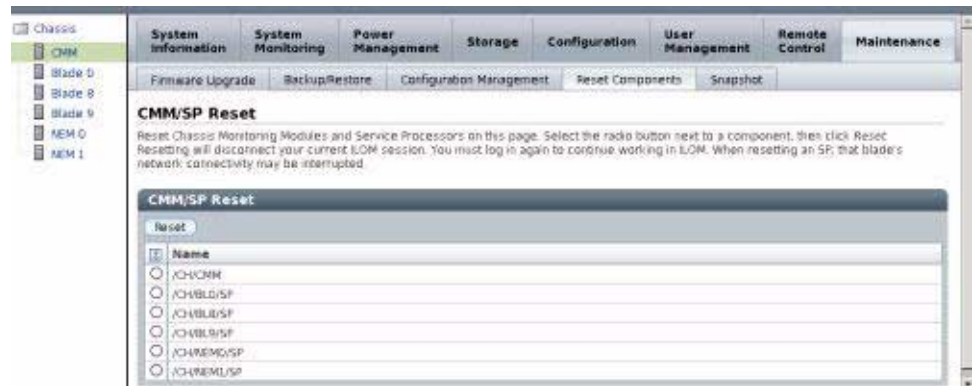 Chassis
CMM
Blade 0
Blade 8
Blade 9
NEM 0
NEM 1
System Information
System Monitoring
Power Management
Storage
Configuration
User Management
Remote Control
Maintenance
Firmware Upgrade
Backup/Restore
Configuration Management
Reset Components
Snapshot
CMM/SP Reset
Reset Chassis Monitoring Modules and Service Processors on this page. Select the radio button next to a component, then click Reset
Resetting will disconnect your current ILOM session. You must log in again to continue working in ILOM. When resetting an SP, that blade's
network connectivity may be interrupted.
CMM/SP Reset
Reset
Name
/CH/CMM
/CH/BL0/SP
/CH/BL8/SP
/CH/BL9/SP
/CH/NEM0/SP
/CH/NEM1/SP